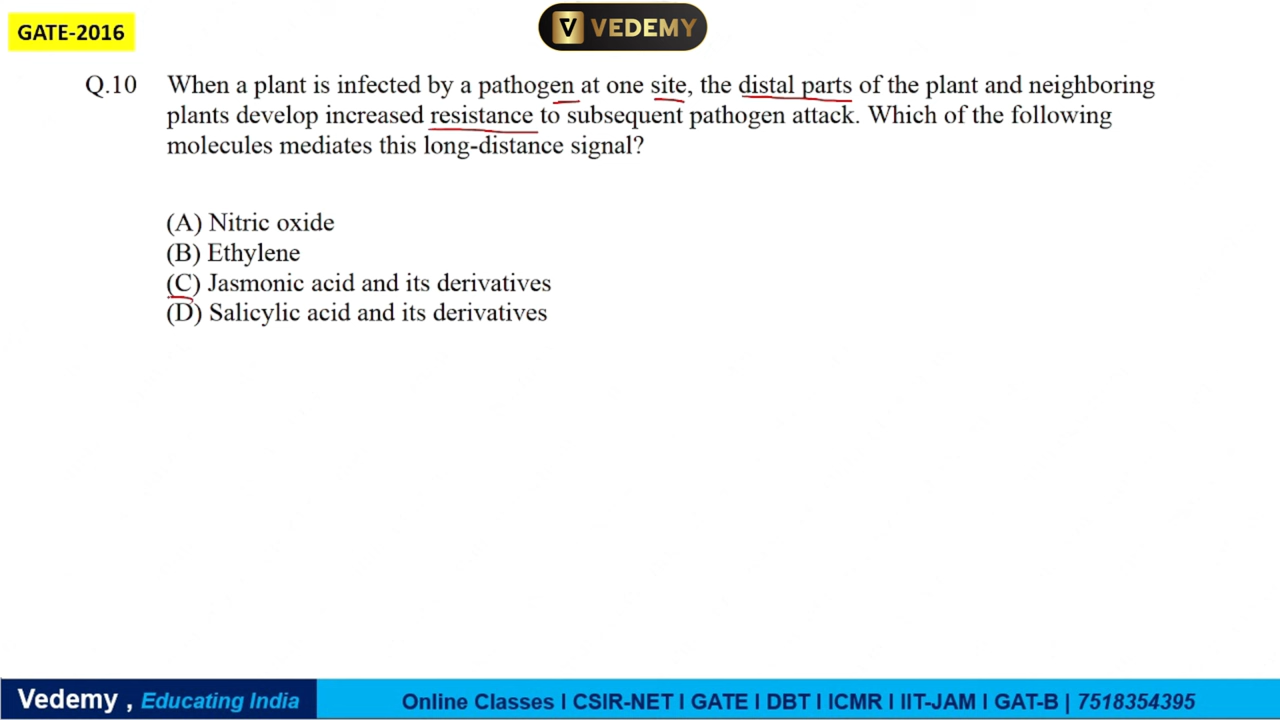 GATE-2016
V VEDEMY
Q.10 When a plant is infected by a pathogen at one site, the distal parts of the plant and neighboring
plants develop increased resistance to subsequent pathogen attack. Which of the following
molecules mediates this long-distance signal?
(A) Nitric oxide
(B) Ethylene
(C) Jasmonic acid and its derivatives
(D) Salicylic acid and its derivatives
Vedemy , Educating India
Online Classes I CSIR-NET I GATE I DBT I ICMR I IIT-JAM I GAT-B | 7518354395